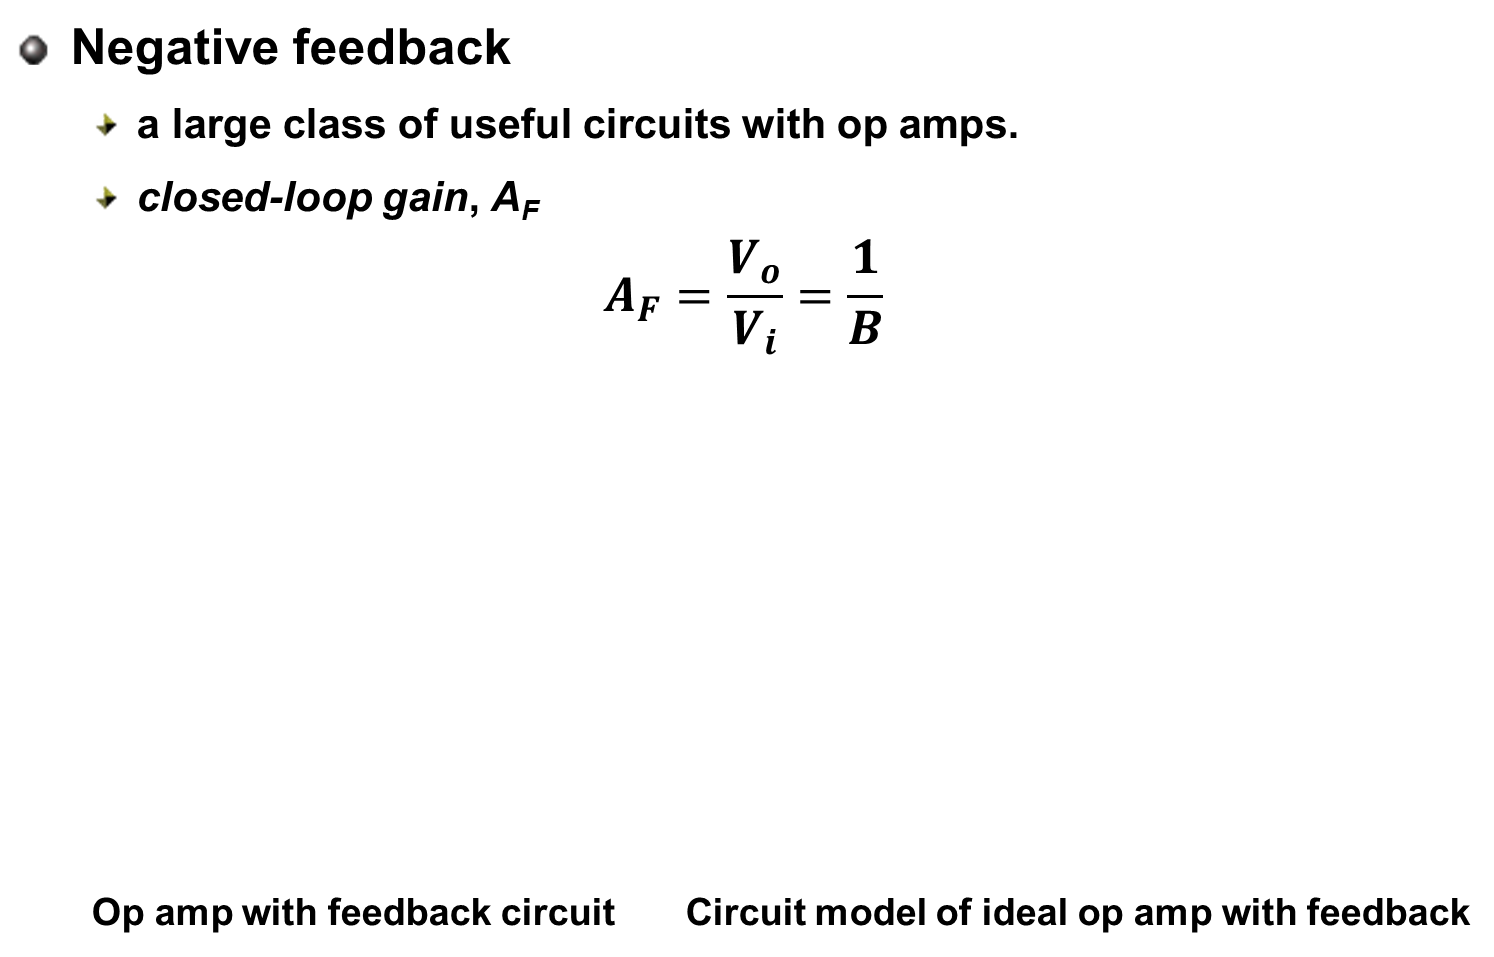 Negative feedback
a large class of useful circuits with op amps.
closed-loop gain, A_F
A_F = V_o / V_i = 1 / B
Op amp with feedback circuit
Circuit model of ideal op amp with feedback